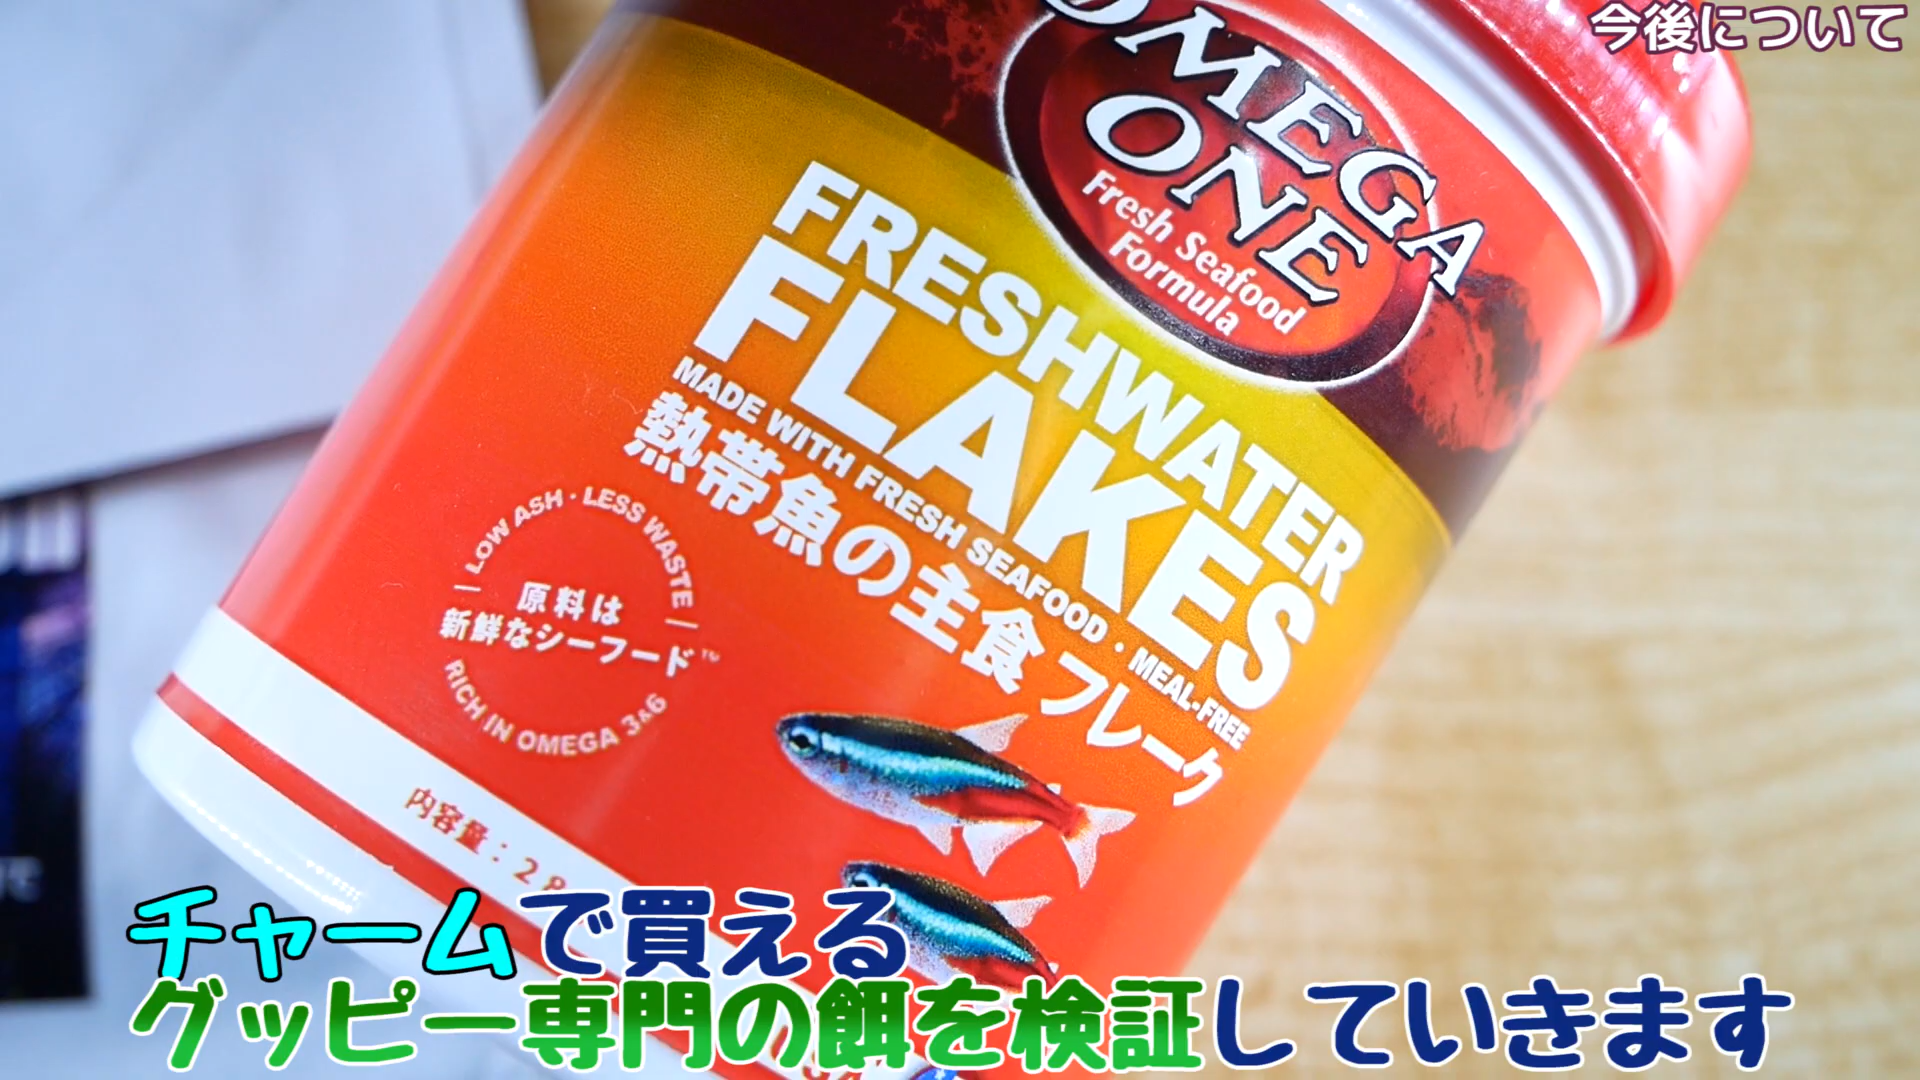 今後について
OMEGA
ONE
Fresh Seafood
Formula
FRESHWATER
FLAKES
MADE WITH FRESH SEAFOOD · MEAL-FREE
熱帯魚の主食 フレーク
LOW ASH · LESS WASTE
原料は
新鮮なシーフード™
RICH IN OMEGA 3&6
内容量：28
チャームで買える
グッピー専門の餌を検証していきます